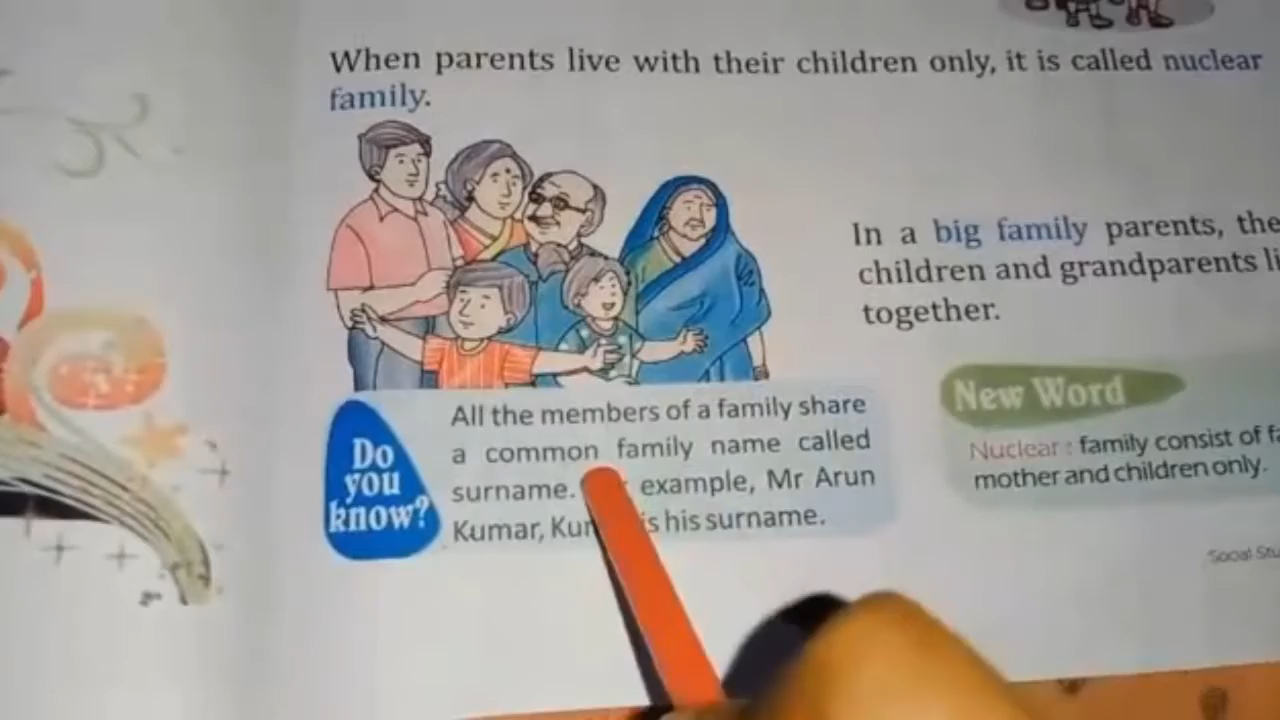 When parents live with their children only, it is called nuclear
family.
In a big family parents, the
children and grandparents
together.
Do
you
know?
All the members of a family share
a common family name called
surname. example, Mr Arun
Kumar, is his surname.
New Word
Nuclear : family consist of
mother and children only.
Social